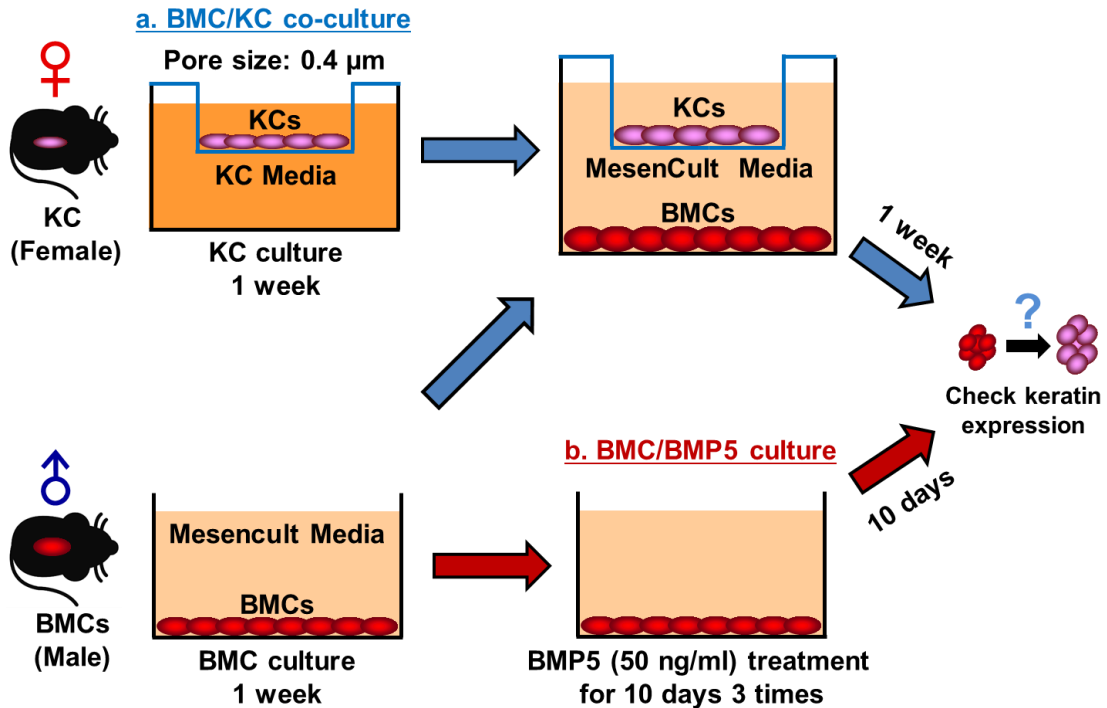 a. BMC/KC co-culture
Pore size: 0.4 µm
KCs
KC Media
KC
(Female)
KC culture
1 week
KCs
MesenCult Media
BMCs
1 week
?
Check keratin
expression
b. BMC/BMP5 culture
10 days
Mesencult Media
BMCs
BMCs
(Male)
BMC culture
1 week
BMP5 (50 ng/ml) treatment
for 10 days 3 times